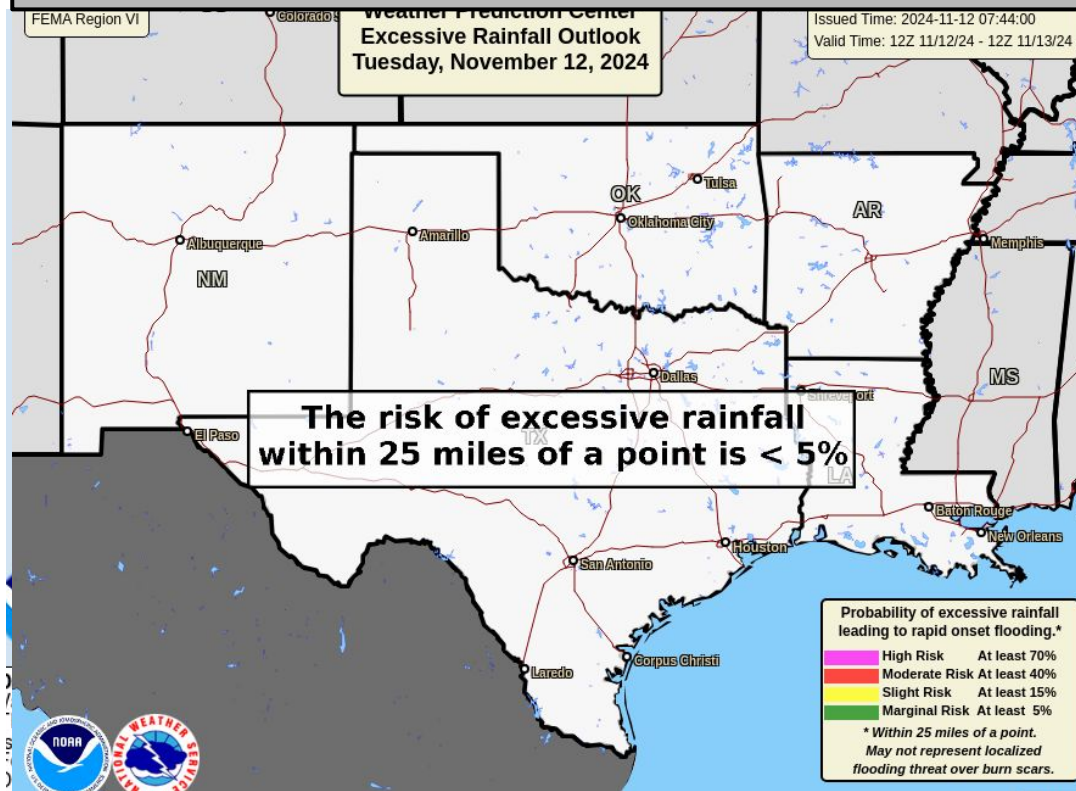 FEMA Region VI
Weather Prediction Center
Excessive Rainfall Outlook
Tuesday, November 12, 2024
Issued Time: 2024-11-12 07:44:00
Valid Time: 12Z 11/12/24 - 12Z 11/13/24
Colorado
OK
Tulsa
Oklahoma City
AR
Memphis
Albuquerque
Amarillo
NM
Dallas
MS
Shreveport
The risk of excessive rainfall
within 25 miles of a point is < 5%
El Paso
TX
LA
Baton Rouge
New Orleans
Houston
San Antonio
Laredo
Corpus Christi
Probability of excessive rainfall
leading to rapid onset flooding.*
High Risk At least 70%
Moderate Risk At least 40%
Slight Risk At least 15%
Marginal Risk At least 5%
* Within 25 miles of a point.
May not represent localized
flooding threat over burn scars.
NOAA
NATIONAL WEATHER SERVICE